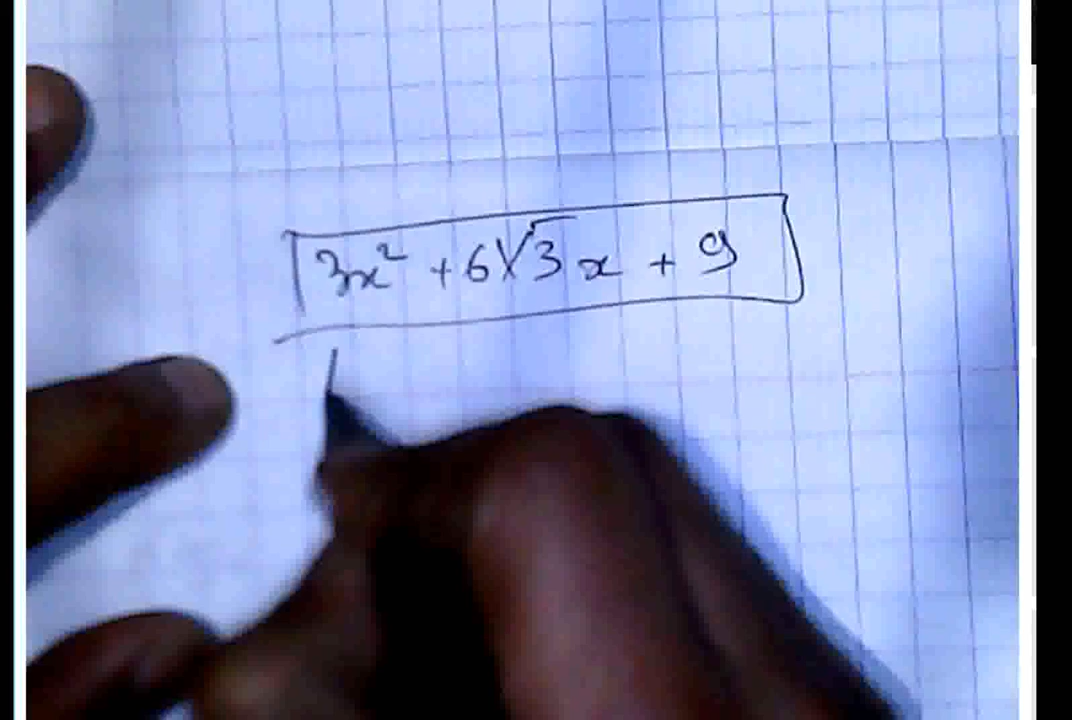 3x² + 6√3 x + 9